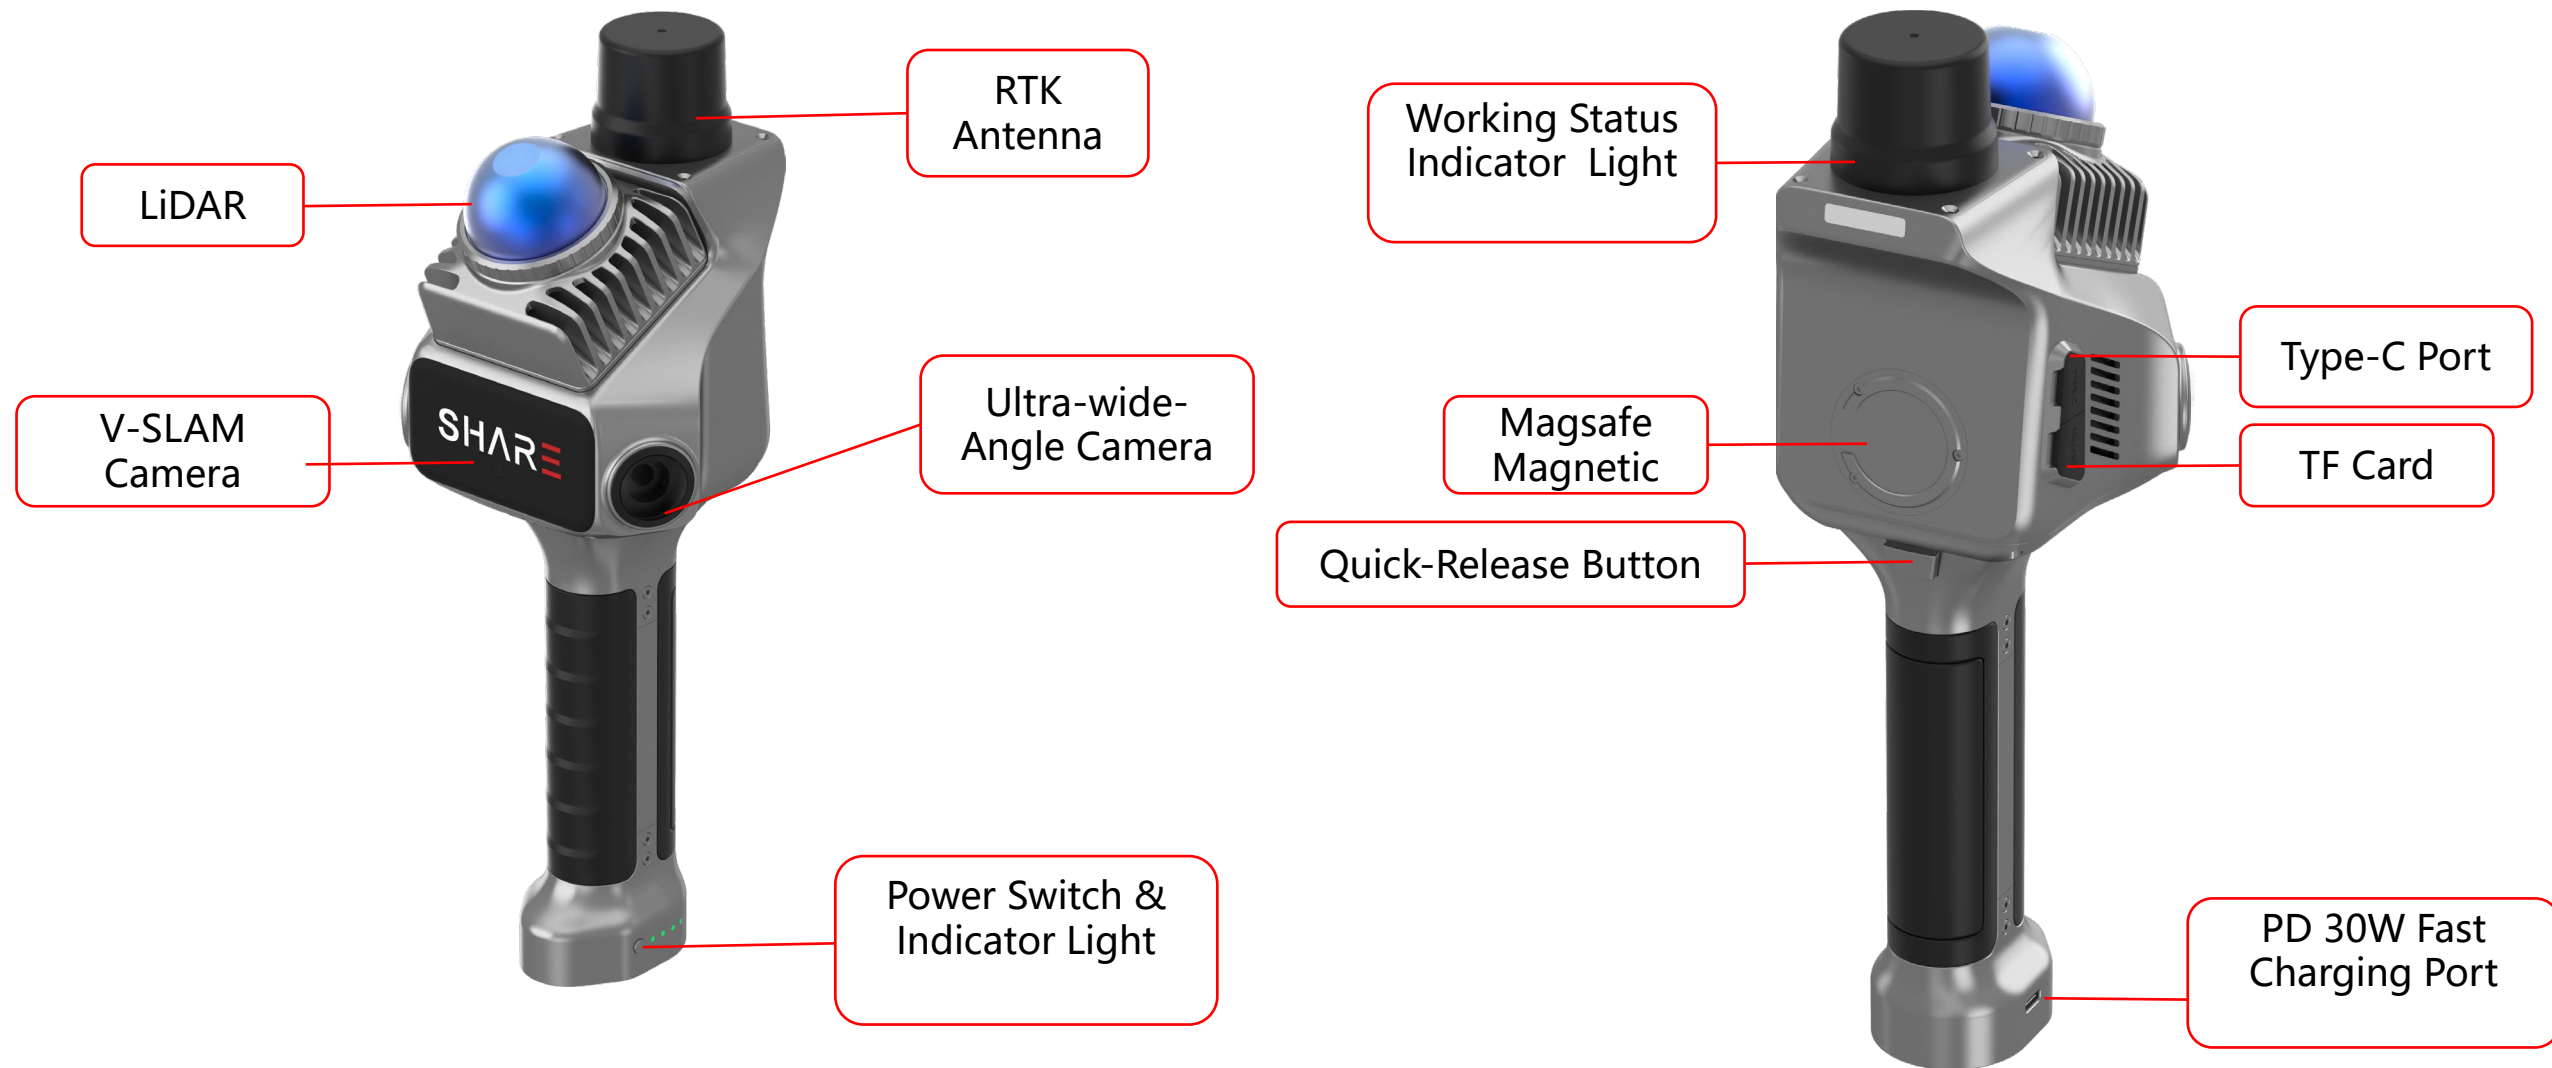 RTK
Antenna
LiDAR
V-SLAM
Camera
SHARE
Ultra-wide-
Angle Camera
Power Switch &
Indicator Light
Working Status
Indicator Light
Type-C Port
Magsafe
Magnetic
TF Card
Quick-Release Button
PD 30W Fast
Charging Port